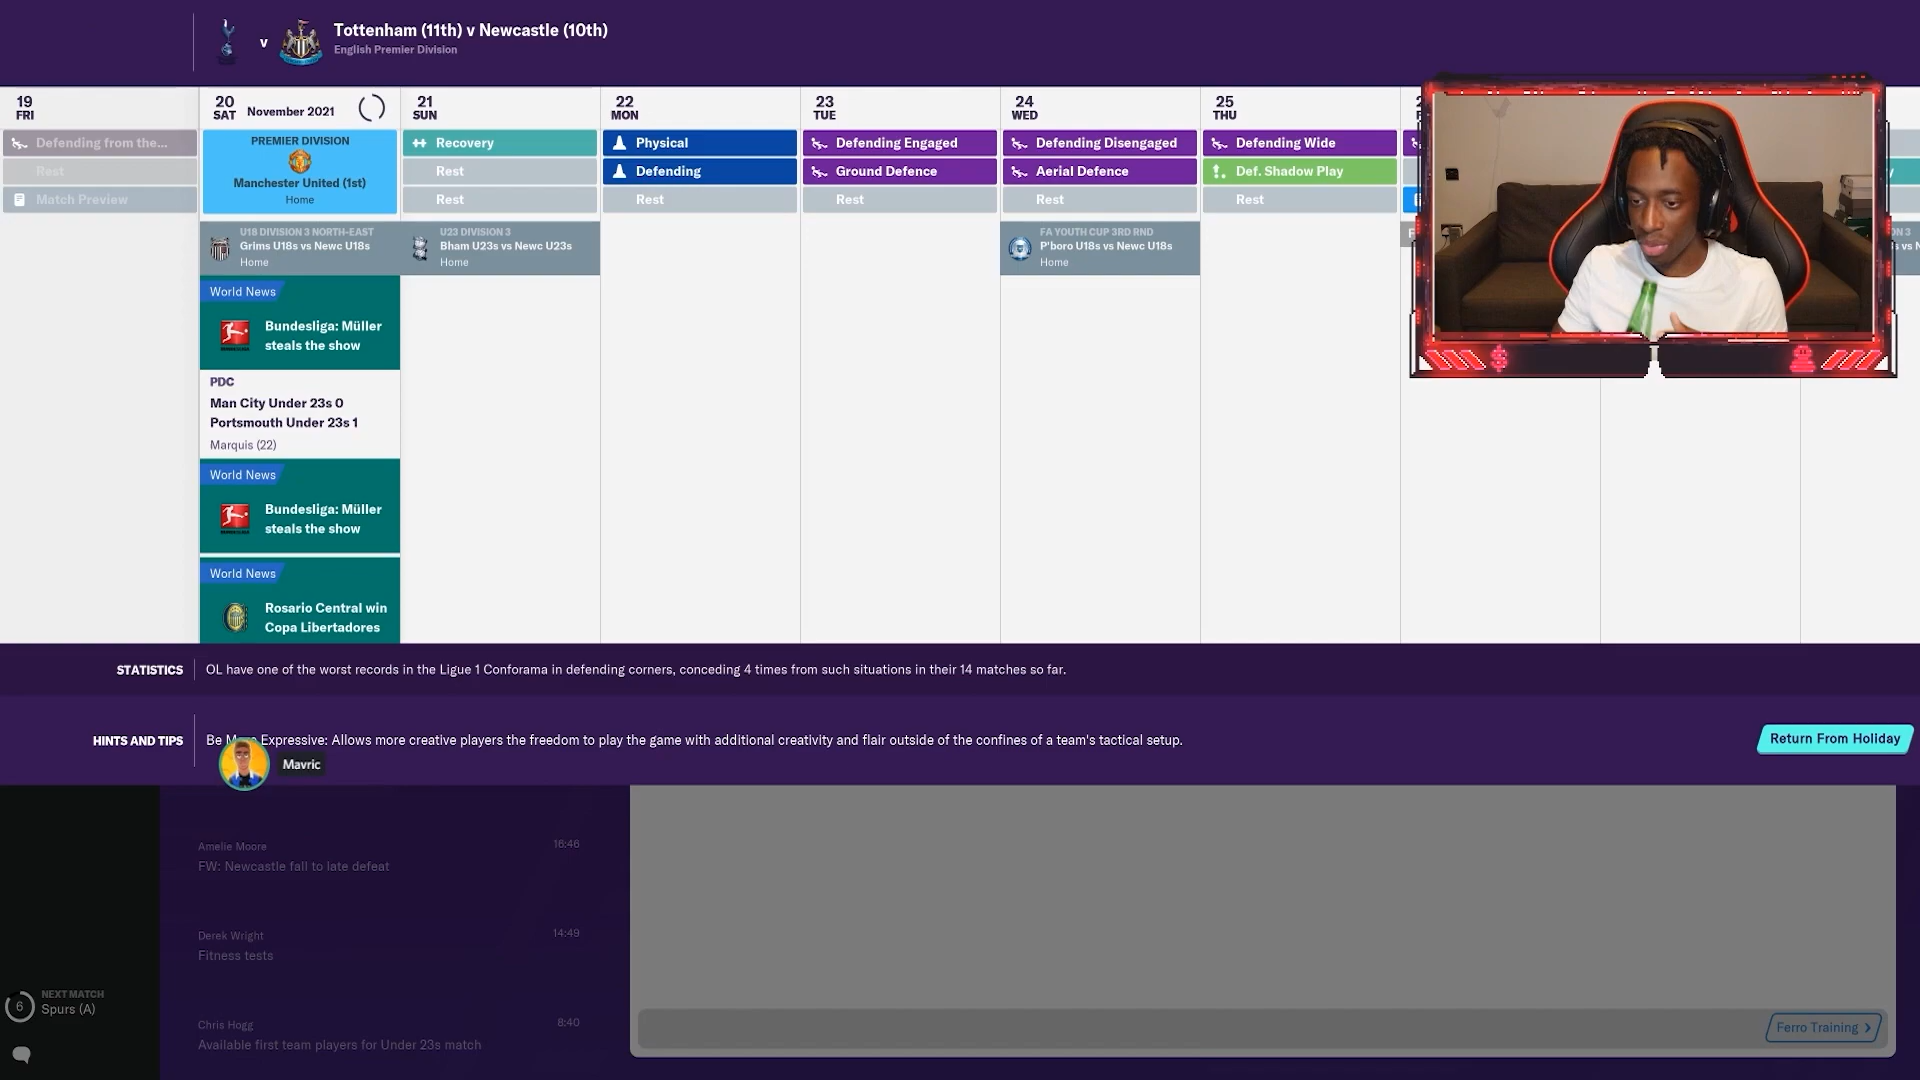 v
Tottenham (11th) v Newcastle (10th)
English Premier Division
19
FRI
Defending from the...
Rest
Match Preview
20
SAT
November 2021
PREMIER DIVISION
Manchester United (1st)
Home
U18 DIVISION 3 NORTH-EAST
Grims U18s vs Newc U18s
Home
World News
Bundesliga: Müller
steals the show
PDC
Man City Under 23s 0
Portsmouth Under 23s 1
Marquis (22)
World News
Bundesliga: Müller
steals the show
World News
Rosario Central win
Copa Libertadores
21
SUN
Recovery
Rest
Rest
U23 DIVISION 3
Bham U23s vs Newc U23s
Home
22
MON
Physical
Defending
Rest
23
TUE
Defending Engaged
Ground Defence
Rest
24
WED
Defending Disengaged
Aerial Defence
Rest
FA YOUTH CUP 3RD RND
P'boro U18s vs Newc U18s
Home
25
THU
Defending Wide
Def. Shadow Play
Rest
STATISTICS
OL have one of the worst records in the Ligue 1 Conforama in defending corners, conceding 4 times from such situations in their 14 matches so far.
HINTS AND TIPS
Be More Expressive: Allows more creative players the freedom to play the game with additional creativity and flair outside of the confines of a team's tactical setup.
Return From Holiday
Mavric
Amelie Moore
16:46
FW: Newcastle fall to late defeat
Derek Wright
14:49
Fitness tests
6
NEXT MATCH
Spurs (A)
Chris Hogg
8:40
Available first team players for Under 23s match
Ferro Training >